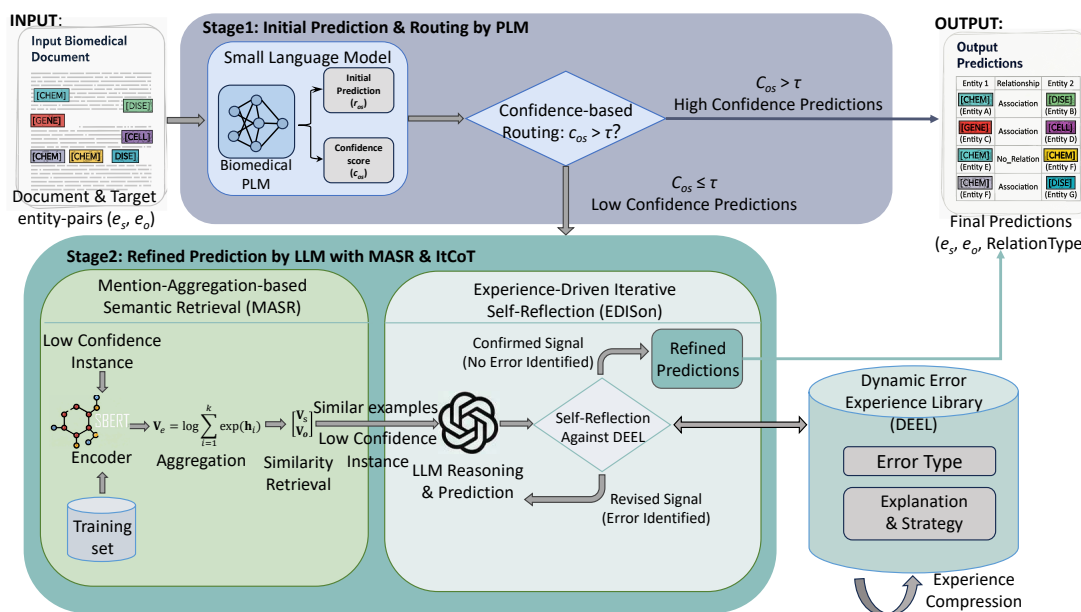 INPUT:
Input Biomedical
Document
[CHEM]
[DISE]
[GENE]
[CELL]
[CHEM] [CHEM] DISE]
Document & Target
entity-pairs (eₛ, eₒ)
Stage1: Initial Prediction & Routing by PLM
Small Language Model
Biomedical
PLM
Initial
Prediction
(rₒₛ)
Confidence
score
(cₒₛ)
Confidence-based
Routing: cₒₛ > τ?
Cₒₛ > τ
High Confidence Predictions
Cₒₛ ≤ τ
Low Confidence Predictions
OUTPUT:
Output
Predictions
Entity 1 Relationship Entity 2
[CHEM] Association [DISE]
(Entity A) (Entity B)
[GENE] Association [CELL]
(Entity C) (Entity D)
[CHEM] No_Relation [CHEM]
(Entity E) (Entity F)
[CHEM] Association [DISE]
(Entity F) (Entity G)
Final Predictions
(eₛ, eₒ, RelationType)
Stage2: Refined Prediction by LLM with MASR & ItCoT
Mention-Aggregation-based
Semantic Retrieval (MASR)
Low Confidence
Instance
SBERT
Encoder
Training
set
Vₑ = log ∑ᵢ₌₁ᵏ exp(hᵢ)
Aggregation
[Vₛ
Vₒ]
Similarity
Retrieval
Similar examples
Low Confidence
Instance
Experience-Driven Iterative
Self-Reflection (EDISon)
LLM Reasoning
& Prediction
Confirmed Signal
(No Error Identified)
Refined
Predictions
Self-Reflection
Against DEEL
Revised Signal
(Error Identified)
Dynamic Error
Experience Library
(DEEL)
Error Type
Explanation
& Strategy
Experience
Compression